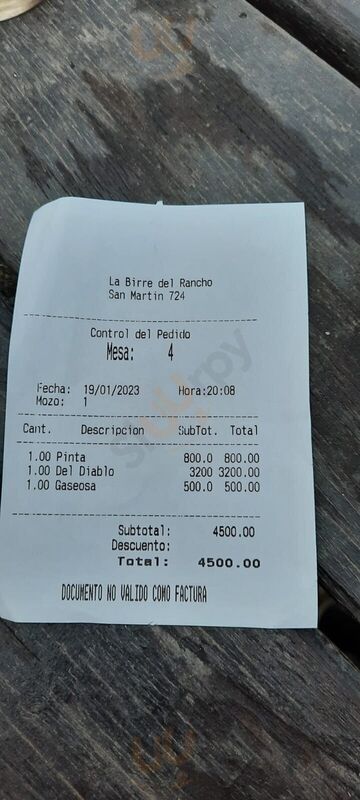 La Birre del Rancho
San Martin 724
Control del Pedido
Mesa: 4
Fecha: 19/01/2023 Hora:20:08
Mozo: 1
Cant. Descripcion SubTot. Total
1.00 Pinta 800.0 800.00
1.00 Del Diablo 3200 3200.00
1.00 Gaseosa 500.0 500.00
Subtotal: 4500.00
Descuento:
Total: 4500.00
DOCUMENTO NO VALIDO COMO FACTURA